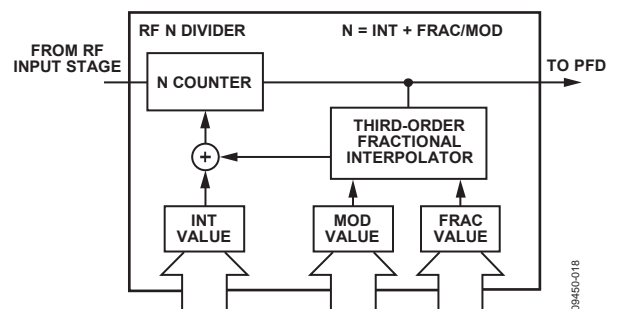 RF N DIVIDER
N = INT + FRAC/MOD
FROM RF
INPUT STAGE
TO PFD
N COUNTER
THIRD-ORDER
FRACTIONAL
INTERPOLATOR
+
INT
VALUE
MOD
VALUE
FRAC
VALUE
09450-018